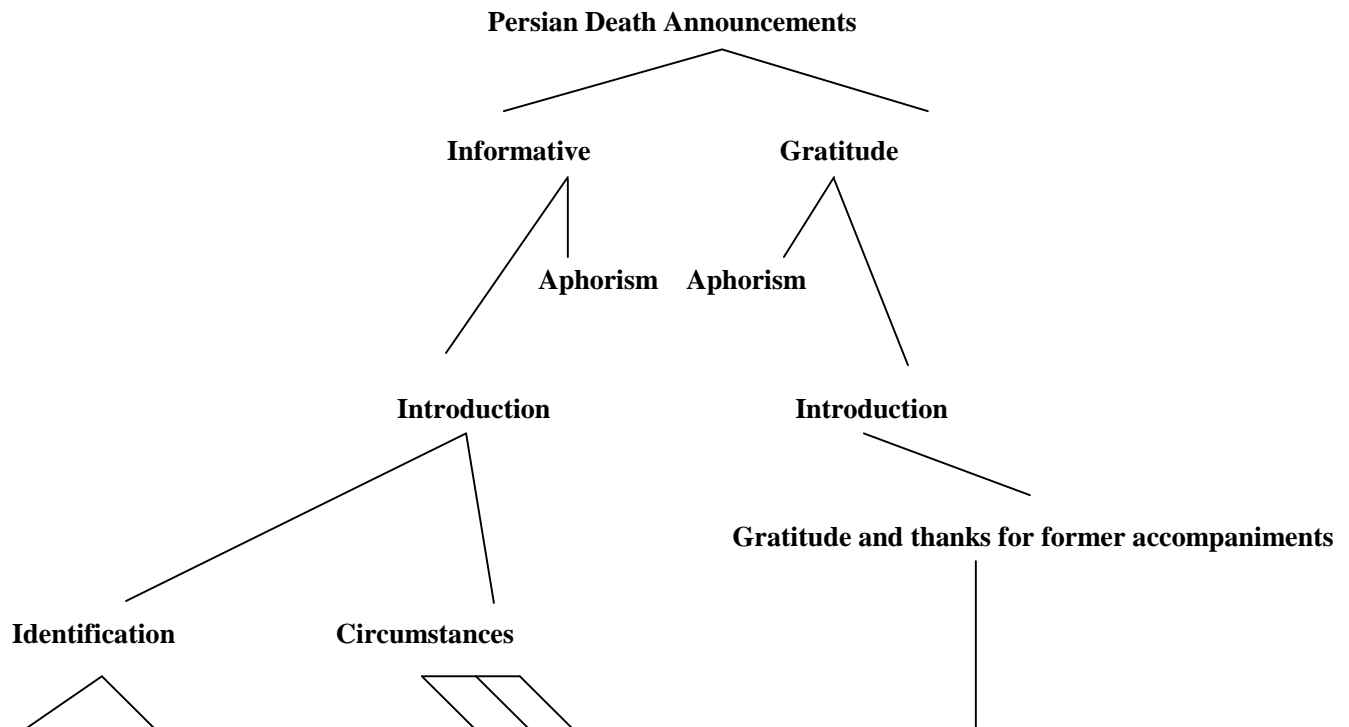 Persian Death Announcements
Informative Gratitude
Aphorism Aphorism
Introduction Introduction
Gratitude and thanks for former accompaniments
Identification Circumstances